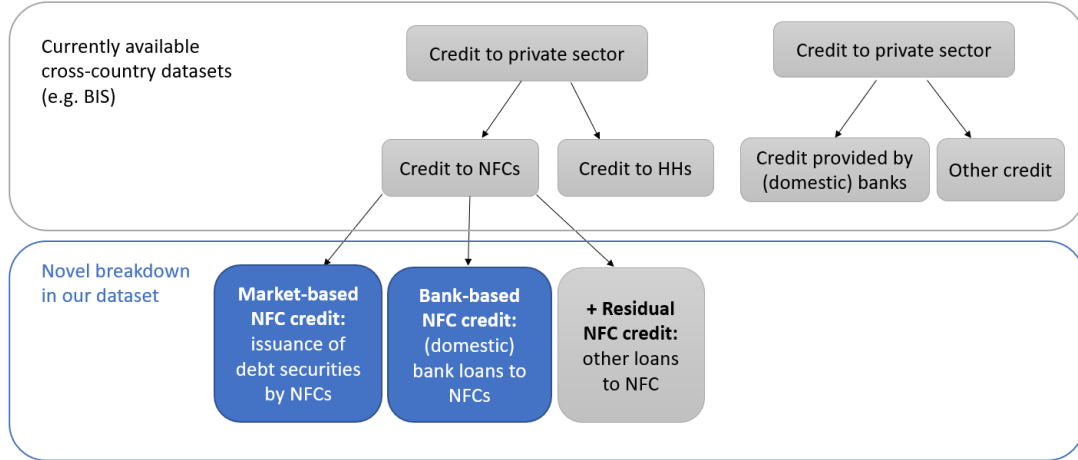 Currently available
cross-country datasets
(e.g. BIS)
Credit to private sector
Credit to private sector
Credit to NFCs
Credit to HHs
Credit provided by
(domestic) banks
Other credit
Novel breakdown
in our dataset
Market-based
NFC credit:
issuance of
debt securities
by NFCs
Bank-based
NFC credit:
(domestic)
bank loans to
NFCs
+ Residual
NFC credit:
other loans
to NFC